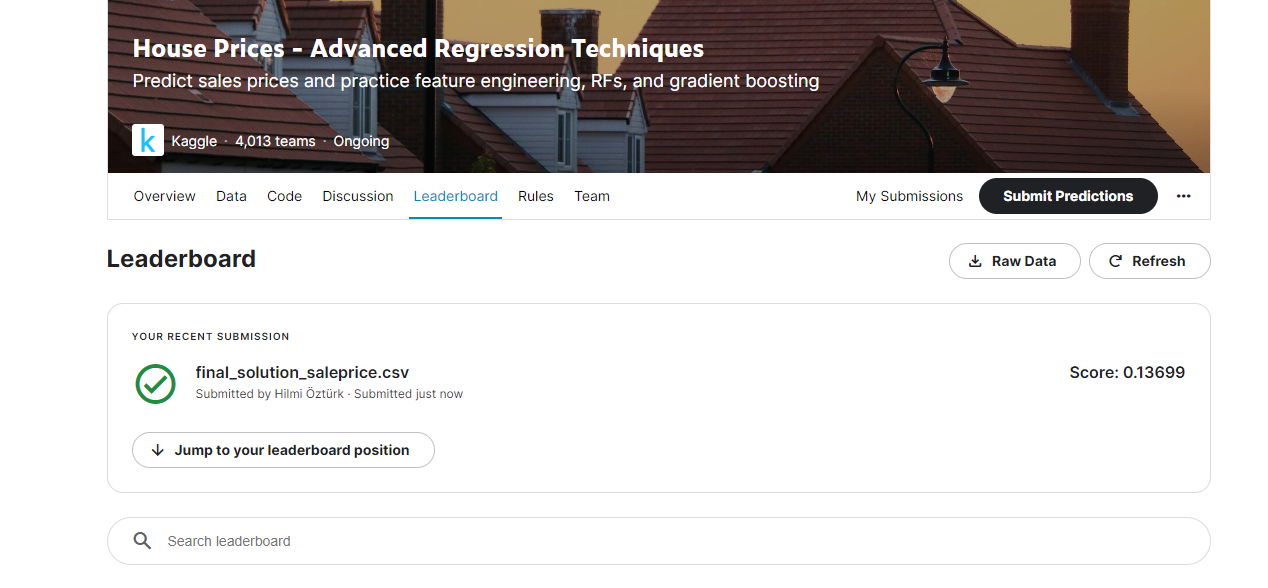 House Prices - Advanced Regression Techniques
Predict sales prices and practice feature engineering, RFs, and gradient boosting
k Kaggle · 4,013 teams · Ongoing
Overview Data Code Discussion Leaderboard Rules Team My Submissions Submit Predictions ...
Leaderboard
Raw Data Refresh
YOUR RECENT SUBMISSION
final_solution_saleprice.csv Score: 0.13699
Submitted by Hilmi Öztürk · Submitted just now
Jump to your leaderboard position
Search leaderboard